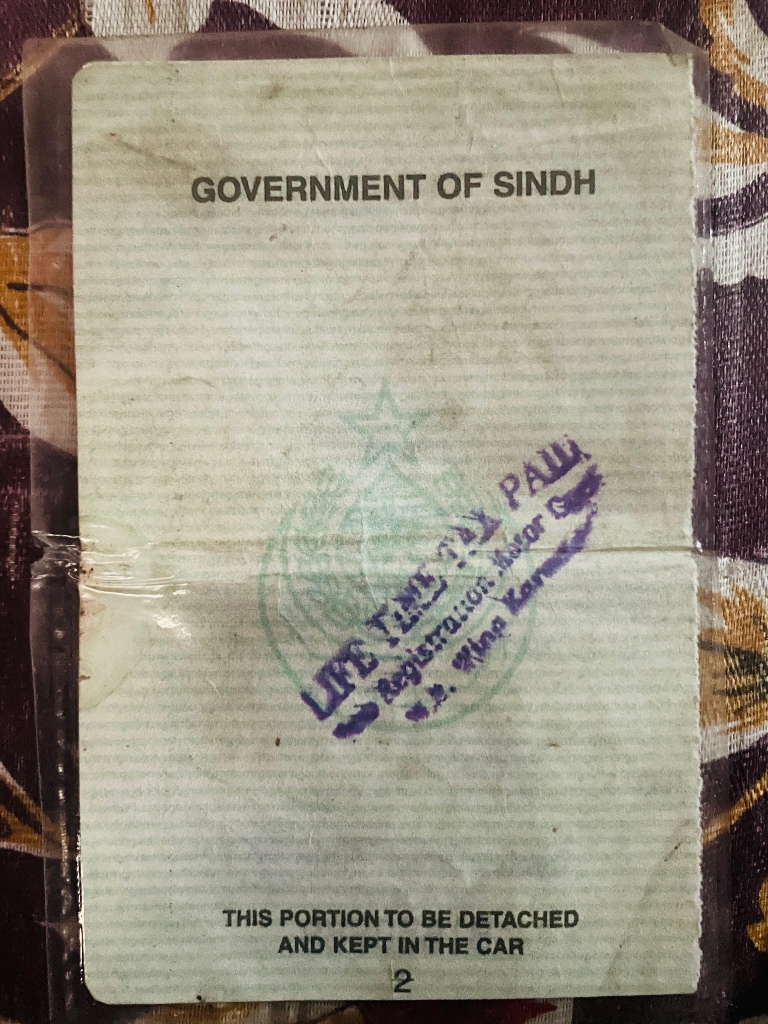 GOVERNMENT OF SINDH
LIFE TIME TAX PAID
Registration Motor
Wing
THIS PORTION TO BE DETACHED
AND KEPT IN THE CAR
2